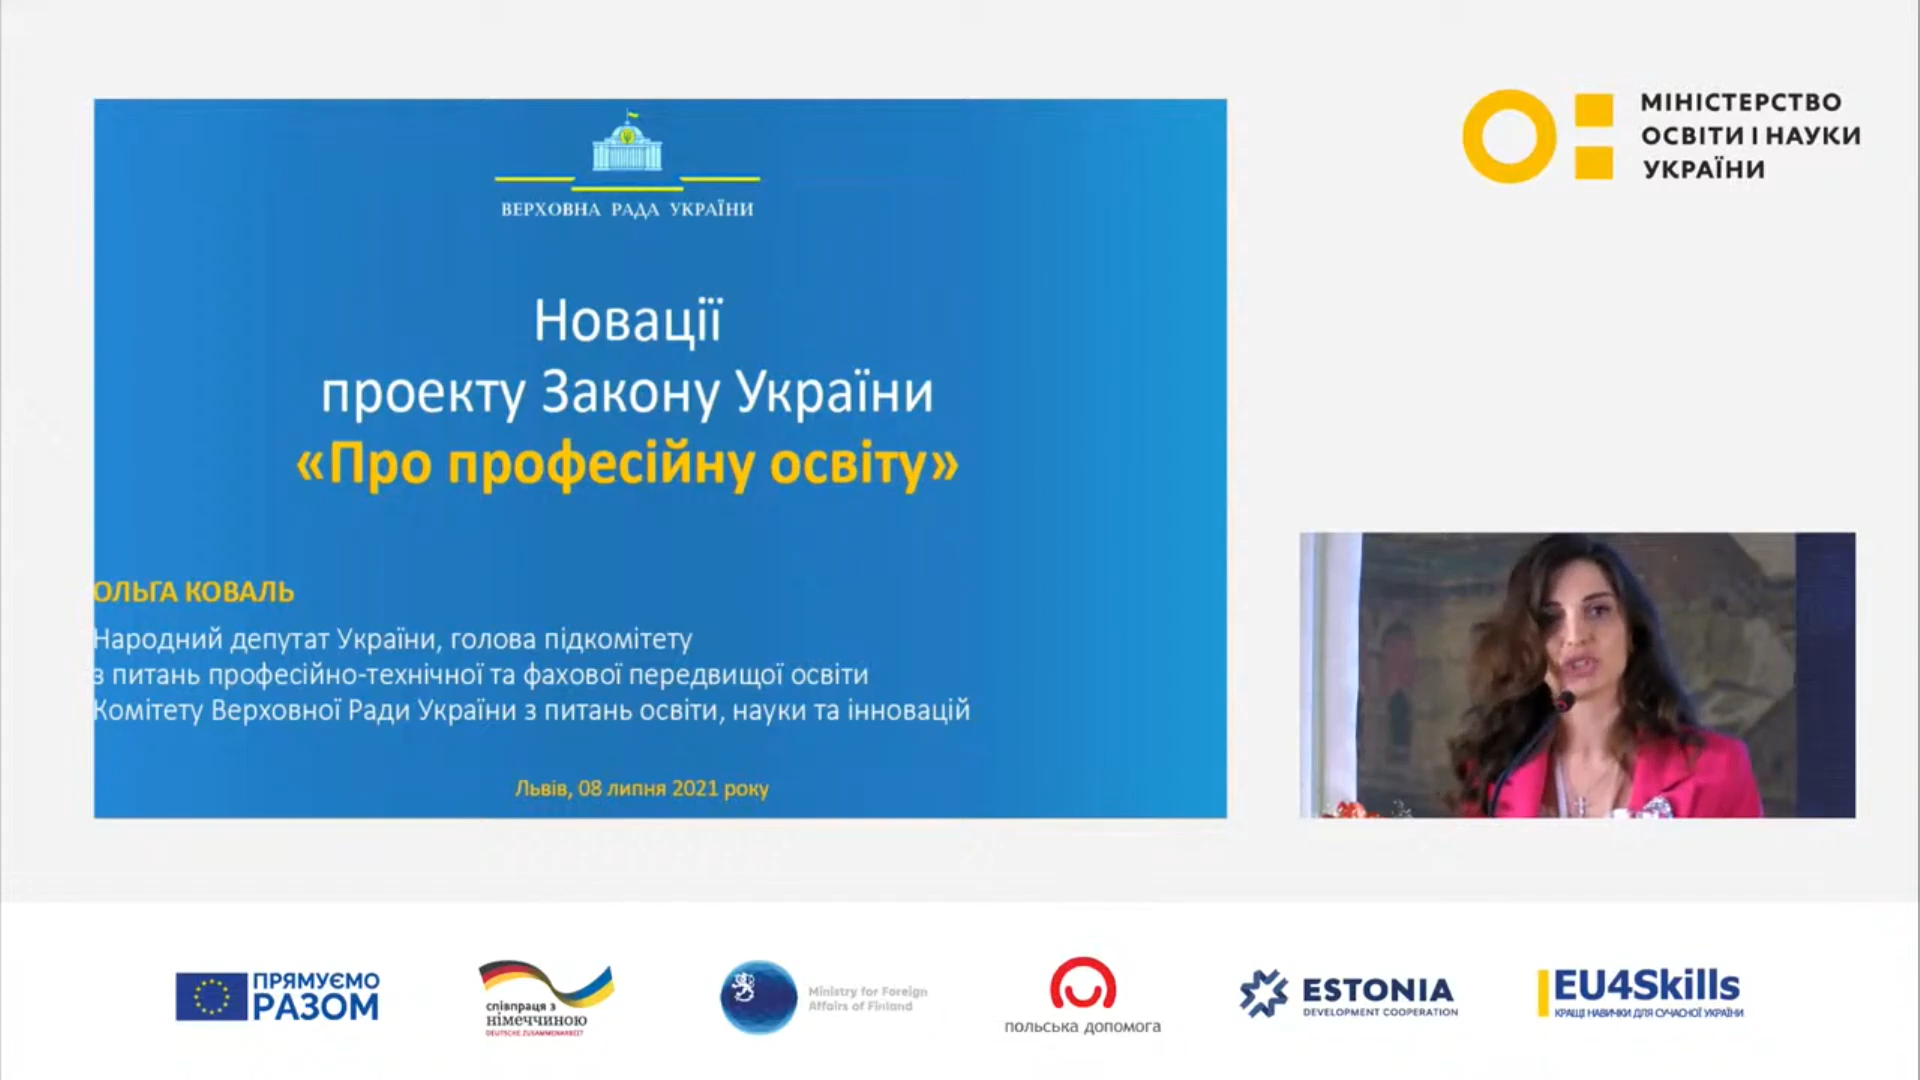 ВЕРХОВНА РАДА УКРАЇНИ
Новації
проекту Закону України
«Про професійну освіту»
ОЛЬГА КОВАЛЬ
Народний депутат України, голова підкомітету
з питань професійно-технічної та фахової передвищої освіти
Комітету Верховної Ради України з питань освіти, науки та інновацій
Львів, 08 липня 2021 року
МІНІСТЕРСТВО
ОСВІТИ І НАУКИ
УКРАЇНИ
ПРЯМУЄМО
РАЗОМ
співпраця з
німеччиною
DEUTSCHE ZUSAMMENARBEIT
Ministry for Foreign
Affairs of Finland
польська допомога
ESTONIA
DEVELOPMENT COOPERATION
EU4Skills
КРАЩІ НАВИЧКИ ДЛЯ СУЧАСНОЇ УКРАЇНИ